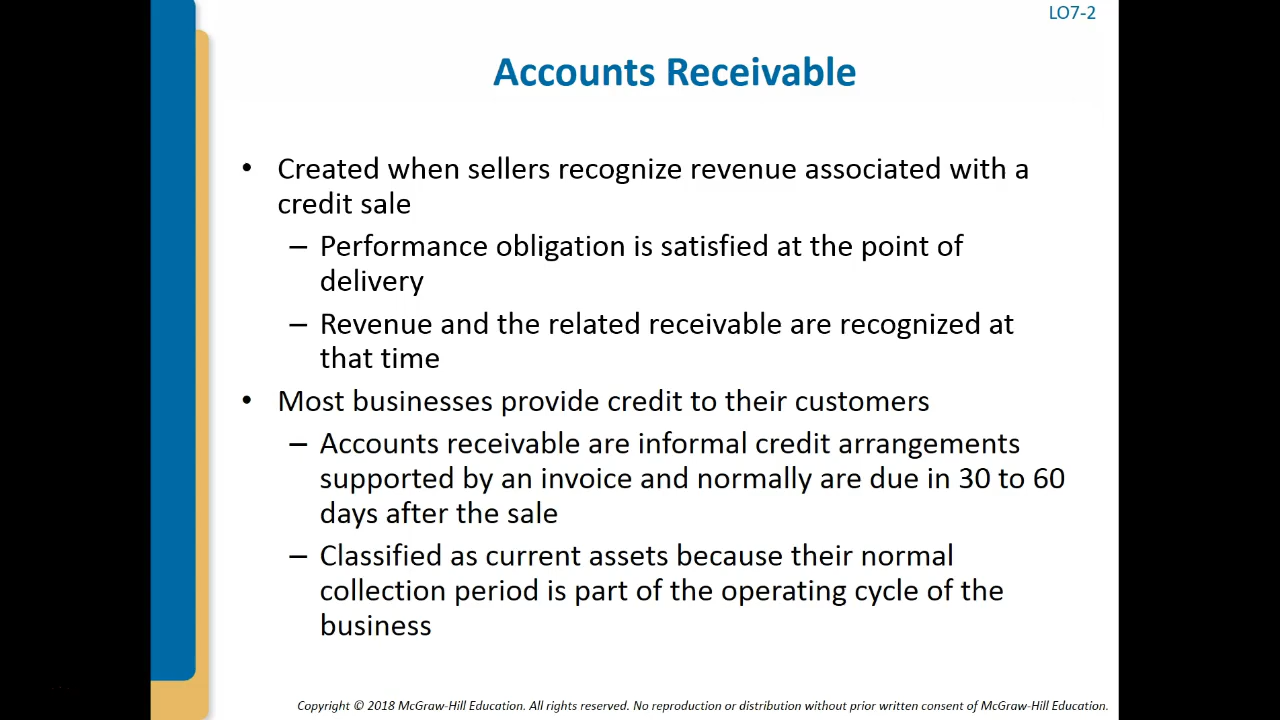 LO7-2
Accounts Receivable
• Created when sellers recognize revenue associated with a
credit sale
– Performance obligation is satisfied at the point of
delivery
– Revenue and the related receivable are recognized at
that time
• Most businesses provide credit to their customers
– Accounts receivable are informal credit arrangements
supported by an invoice and normally are due in 30 to 60
days after the sale
– Classified as current assets because their normal
collection period is part of the operating cycle of the
business
Copyright © 2018 McGraw-Hill Education. All rights reserved. No reproduction or distribution without prior written consent of McGraw-Hill Education.